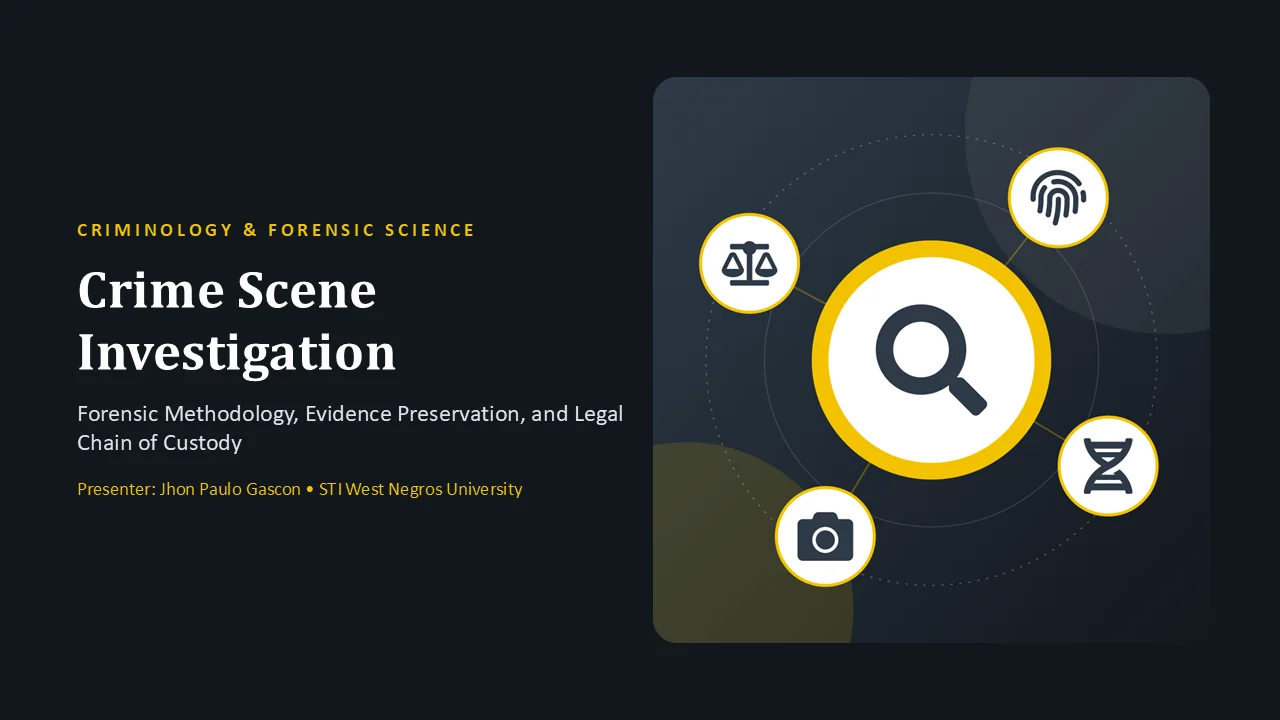 CRIMINOLOGY & FORENSIC SCIENCE
Crime Scene
Investigation
Forensic Methodology, Evidence Preservation, and Legal
Chain of Custody
Presenter: Jhon Paulo Gascon • STI West Negros University